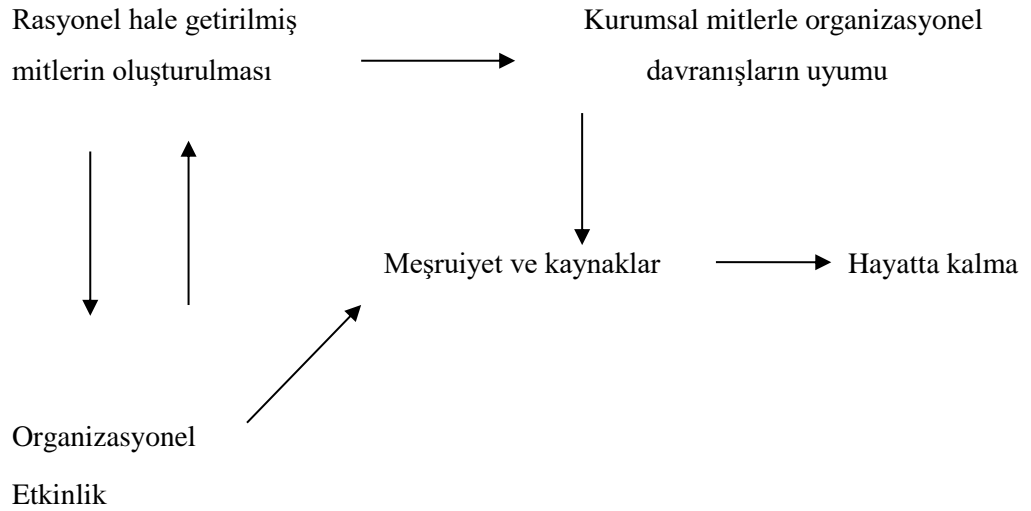 Rasyonel hale getirilmiş
mitlerin oluşturulması
Kurumsal mitlerle organizasyonel
davranışların uyumu
Meşruiyet ve kaynaklar
Hayatta kalma
Organizasyonel
Etkinlik